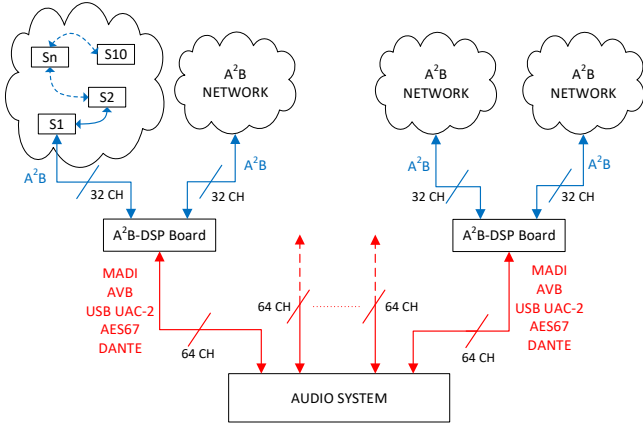 Sn
S10
S2
S1
A²B
NETWORK
A²B
NETWORK
A²B
NETWORK
A²B
32 CH
A²B
32 CH
A²B
32 CH
A²B
32 CH
A²B-DSP Board
A²B-DSP Board
MADI
AVB
USB UAC-2
AES67
DANTE
64 CH
64 CH
64 CH
MADI
AVB
USB UAC-2
AES67
DANTE
64 CH
AUDIO SYSTEM